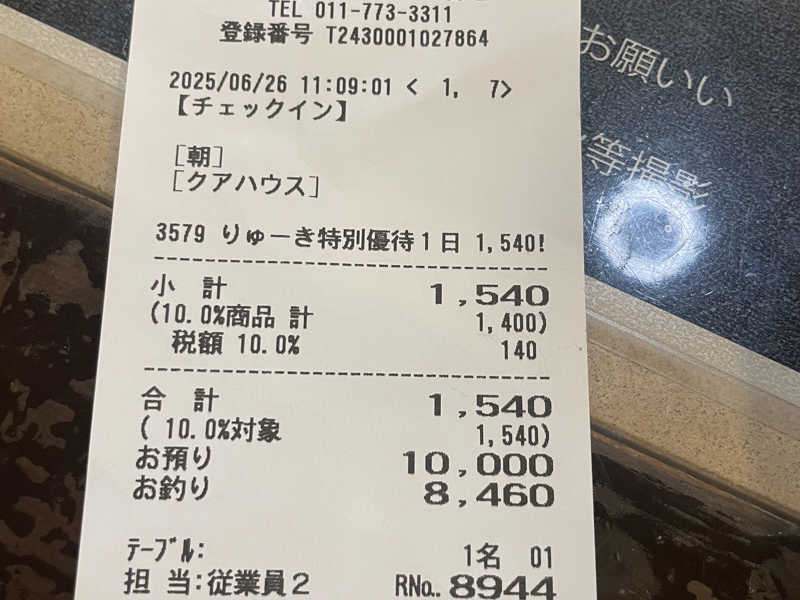 TEL 011-773-3311
登録番号 T2430001027864
2025/06/26 11:09:01 < 1, 7>
【チェックイン】
[朝]
[クアハウス]
3579 りゅーき特別優待1日 1,540!
小 計 1,540
(10.0%商品 計 1,400)
税額 10.0% 140
合 計 1,540
( 10.0%対象 1,540)
お預り 10,000
お釣り 8,460
テーブル: 1名 01
担 当:従業員2 RNo.. 8944
お願いい
等撮影